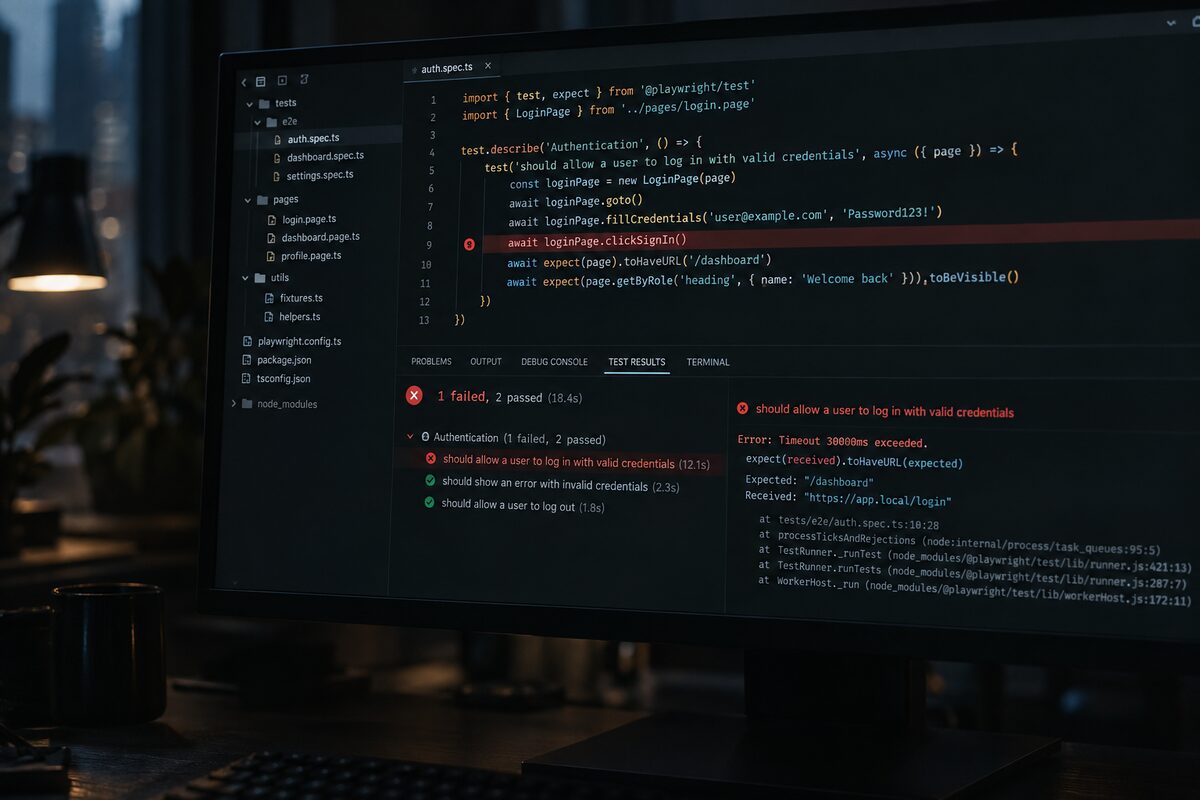 auth.spec.ts ×
tests
e2e
auth.spec.ts
dashboard.spec.ts
settings.spec.ts
pages
login.page.ts
dashboard.page.ts
profile.page.ts
utils
fixtures.ts
helpers.ts
playwright.config.ts
package.json
tsconfig.json
node_modules
1 import { test, expect } from '@playwright/test'
2 import { LoginPage } from '../pages/login.page'
3
4 test.describe('Authentication', () => {
5 test('should allow a user to log in with valid credentials', async ({ page }) => {
6 const loginPage = new LoginPage(page)
7 await loginPage.goto()
8 await loginPage.fillCredentials('user@example.com', 'Password123!')
9 await loginPage.clickSignIn()
10 await expect(page).toHaveURL('/dashboard')
11 await expect(page.getByRole('heading', { name: 'Welcome back' })),toBeVisible()
12 })
13 })
PROBLEMS OUTPUT DEBUG CONSOLE TEST RESULTS TERMINAL
1 failed, 2 passed (18.4s)
Authentication (1 failed, 2 passed)
should allow a user to log in with valid credentials (12.1s)
should show an error with invalid credentials (2.3s)
should allow a user to log out (1.8s)
should allow a user to log in with valid credentials
Error: Timeout 30000ms exceeded.
expect(received).toHaveURL(expected)
Expected: "/dashboard"
Received: "https://app.local/login"
at tests/e2e/auth.spec.ts:10:28
at processTicksAndRejections (node:internal/process/task_queues:95:5)
at TestRunner._runTest (node_modules/@playwright/test/lib/runner.js:421:13)
at TestRunner.runTests (node_modules/@playwright/test/lib/runner.js:287:7)
at WorkerHost._run (node_modules/@playwright/test/lib/workerHost.js:172:11)